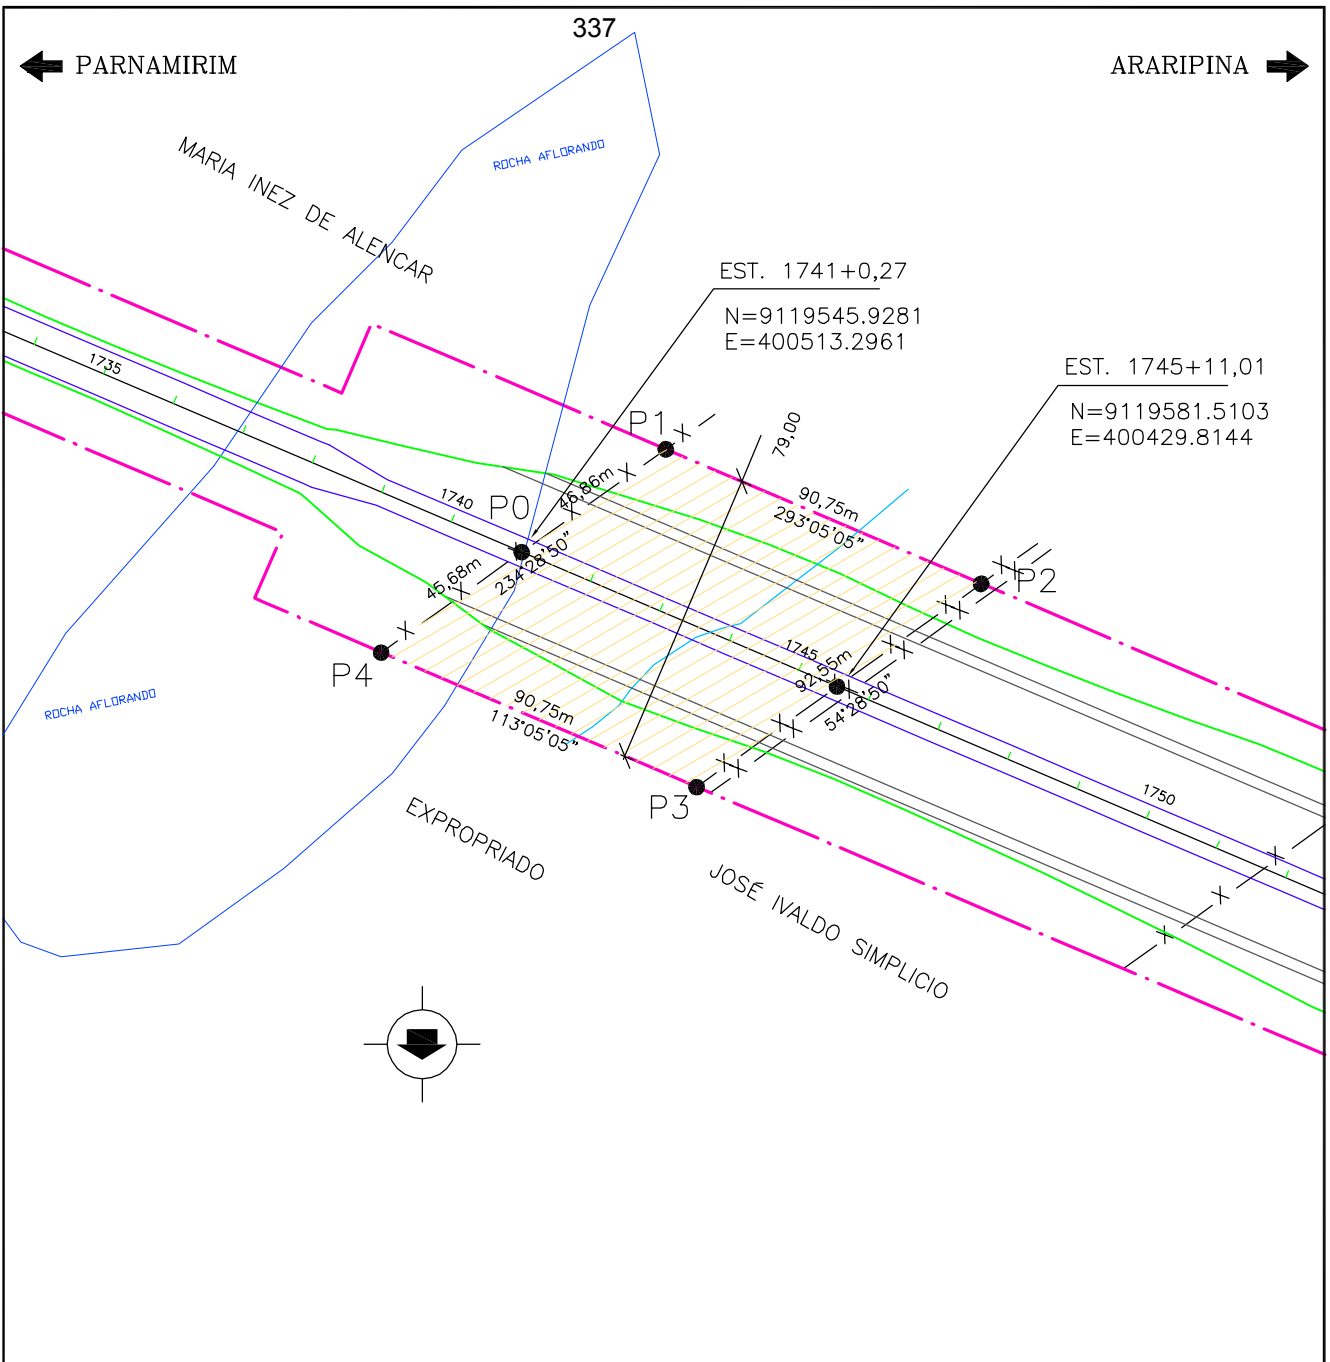 337
PARNAMIRIM
ARARIPINA
ROCHA AFLORANDO
MARIA INEZ DE ALENCAR
EST. 1741+0,27
N=9119545.9281
E=400513.2961
EST. 1745+11,01
N=9119581.5103
E=400429.8144
1735
P1
79,00
46,86m
1740
P0
90,75m
293°05'05"
234°28'50"
45,68m
P2
P4
1745
92,55m
54°28'50"
ROCHA AFLORANDO
90,75m
113°05'05"
P3
1750
EXPROPRIADO
JOSÉ IVALDO SIMPLICIO